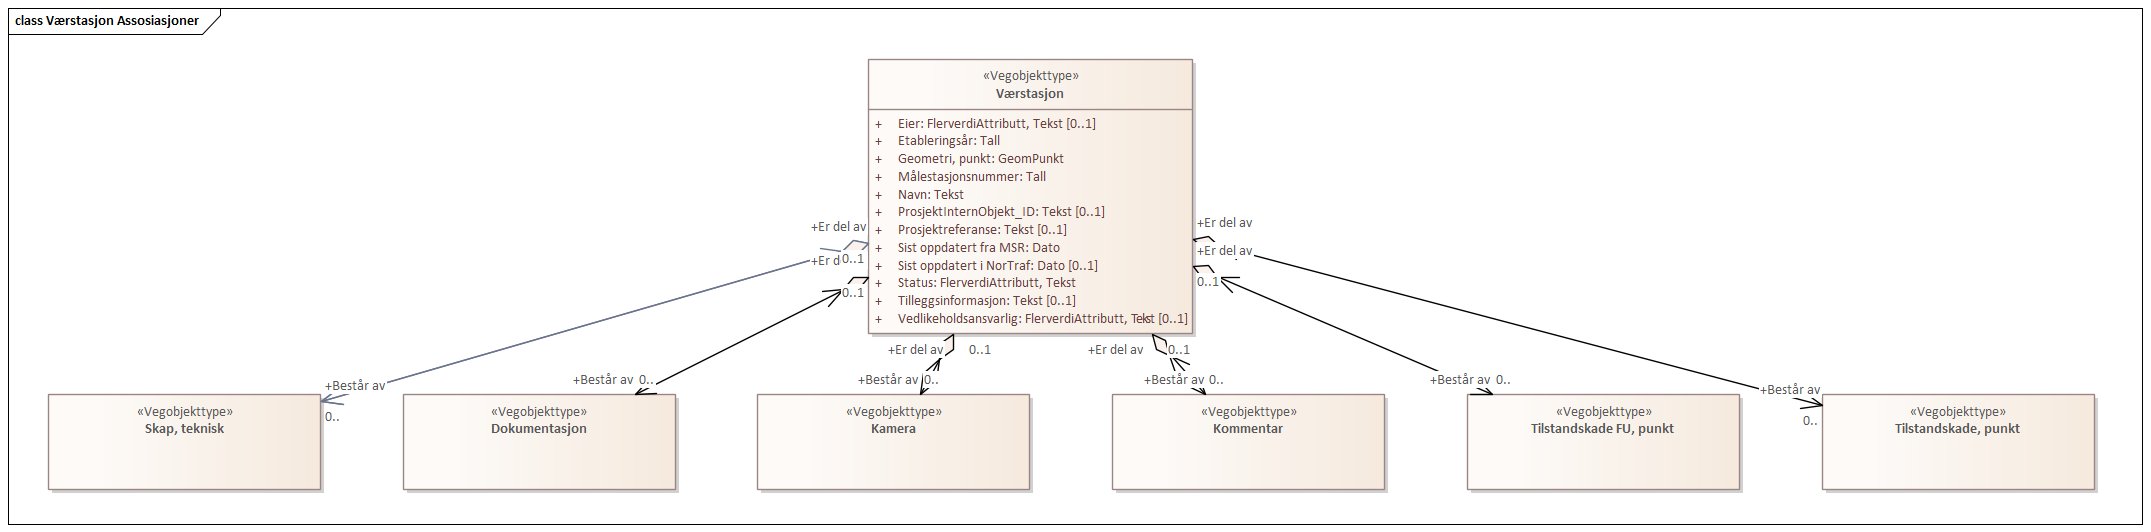 class Værstasjon Assosiasjoner
«Vegobjekttype»
Værstasjon
+ Eier: FlerverdiAttributt, Tekst [0..1]
+ Etableringsår: Tall
+ Geometri, punkt: GeomPunkt
+ Målestasjonsnummer: Tall
+ Navn: Tekst
+ ProsjektInternObjekt_ID: Tekst [0..1]
+ Prosjektreferanse: Tekst [0..1]
+ Sist oppdatert fra MSR: Dato
+ Sist oppdatert i NorTraf: Dato [0..1]
+ Status: FlerverdiAttributt, Tekst
+ Tilleggsinformasjon: Tekst [0..1]
+ Vedlikeholdsansvarlig: FlerverdiAttributt, Tekst [0..1]
+Er del av
0..1
+Er d
0..1
+Er del av
+Er del av
0..1
+Er del av 0..1
+Er del av 0..1
+Består av
0..
+Består av 0..
+Består av 0..
+Består av 0..
+Består av 0..
+Består av
0..
«Vegobjekttype»
Skap, teknisk
«Vegobjekttype»
Dokumentasjon
«Vegobjekttype»
Kamera
«Vegobjekttype»
Kommentar
«Vegobjekttype»
Tilstandskade FU, punkt
«Vegobjekttype»
Tilstandskade, punkt